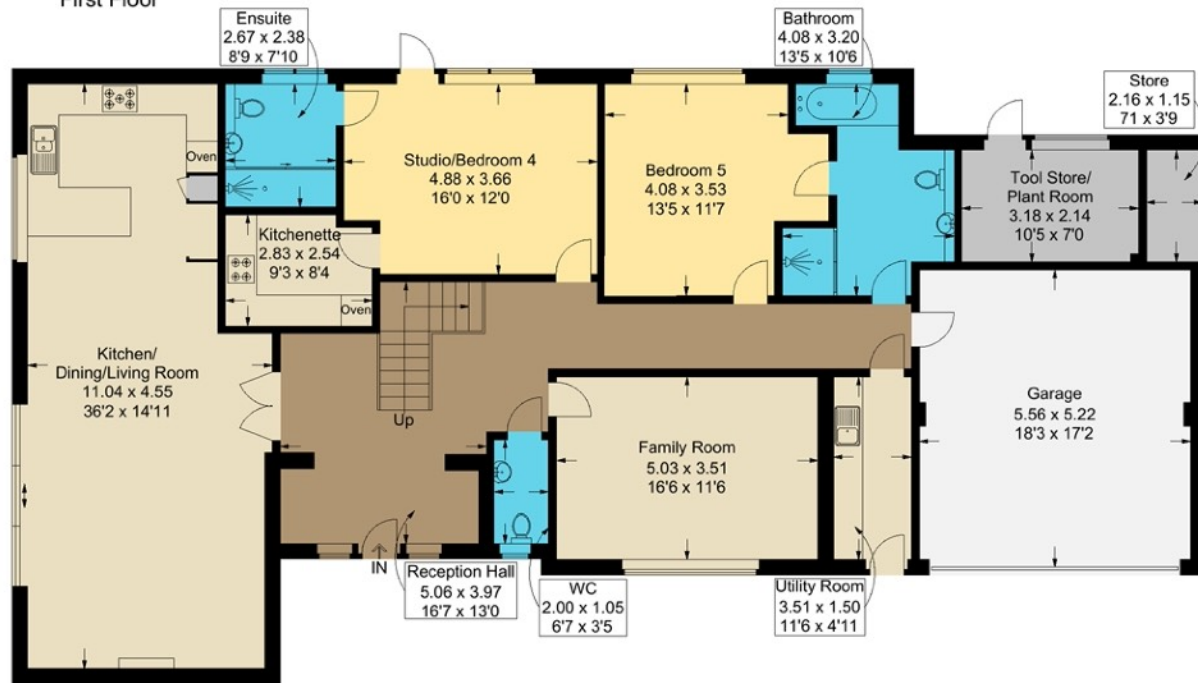 First Floor
Ensuite
2.67 x 2.38
8'9 x 7'10
Bathroom
4.08 x 3.20
13'5 x 10'6
Store
2.16 x 1.15
71 x 3'9
Oven
Studio/Bedroom 4
4.88 x 3.66
16'0 x 12'0
Bedroom 5
4.08 x 3.53
13'5 x 11'7
Tool Store/
Plant Room
3.18 x 2.14
10'5 x 7'0
Kitchenette
2.83 x 2.54
9'3 x 8'4
Oven
Kitchen/
Dining/Living Room
11.04 x 4.55
36'2 x 14'11
Up
Family Room
5.03 x 3.51
16'6 x 11'6
Garage
5.56 x 5.22
18'3 x 17'2
IN
Reception Hall
5.06 x 3.97
16'7 x 13'0
WC
2.00 x 1.05
6'7 x 3'5
Utility Room
3.51 x 1.50
11'6 x 4'11